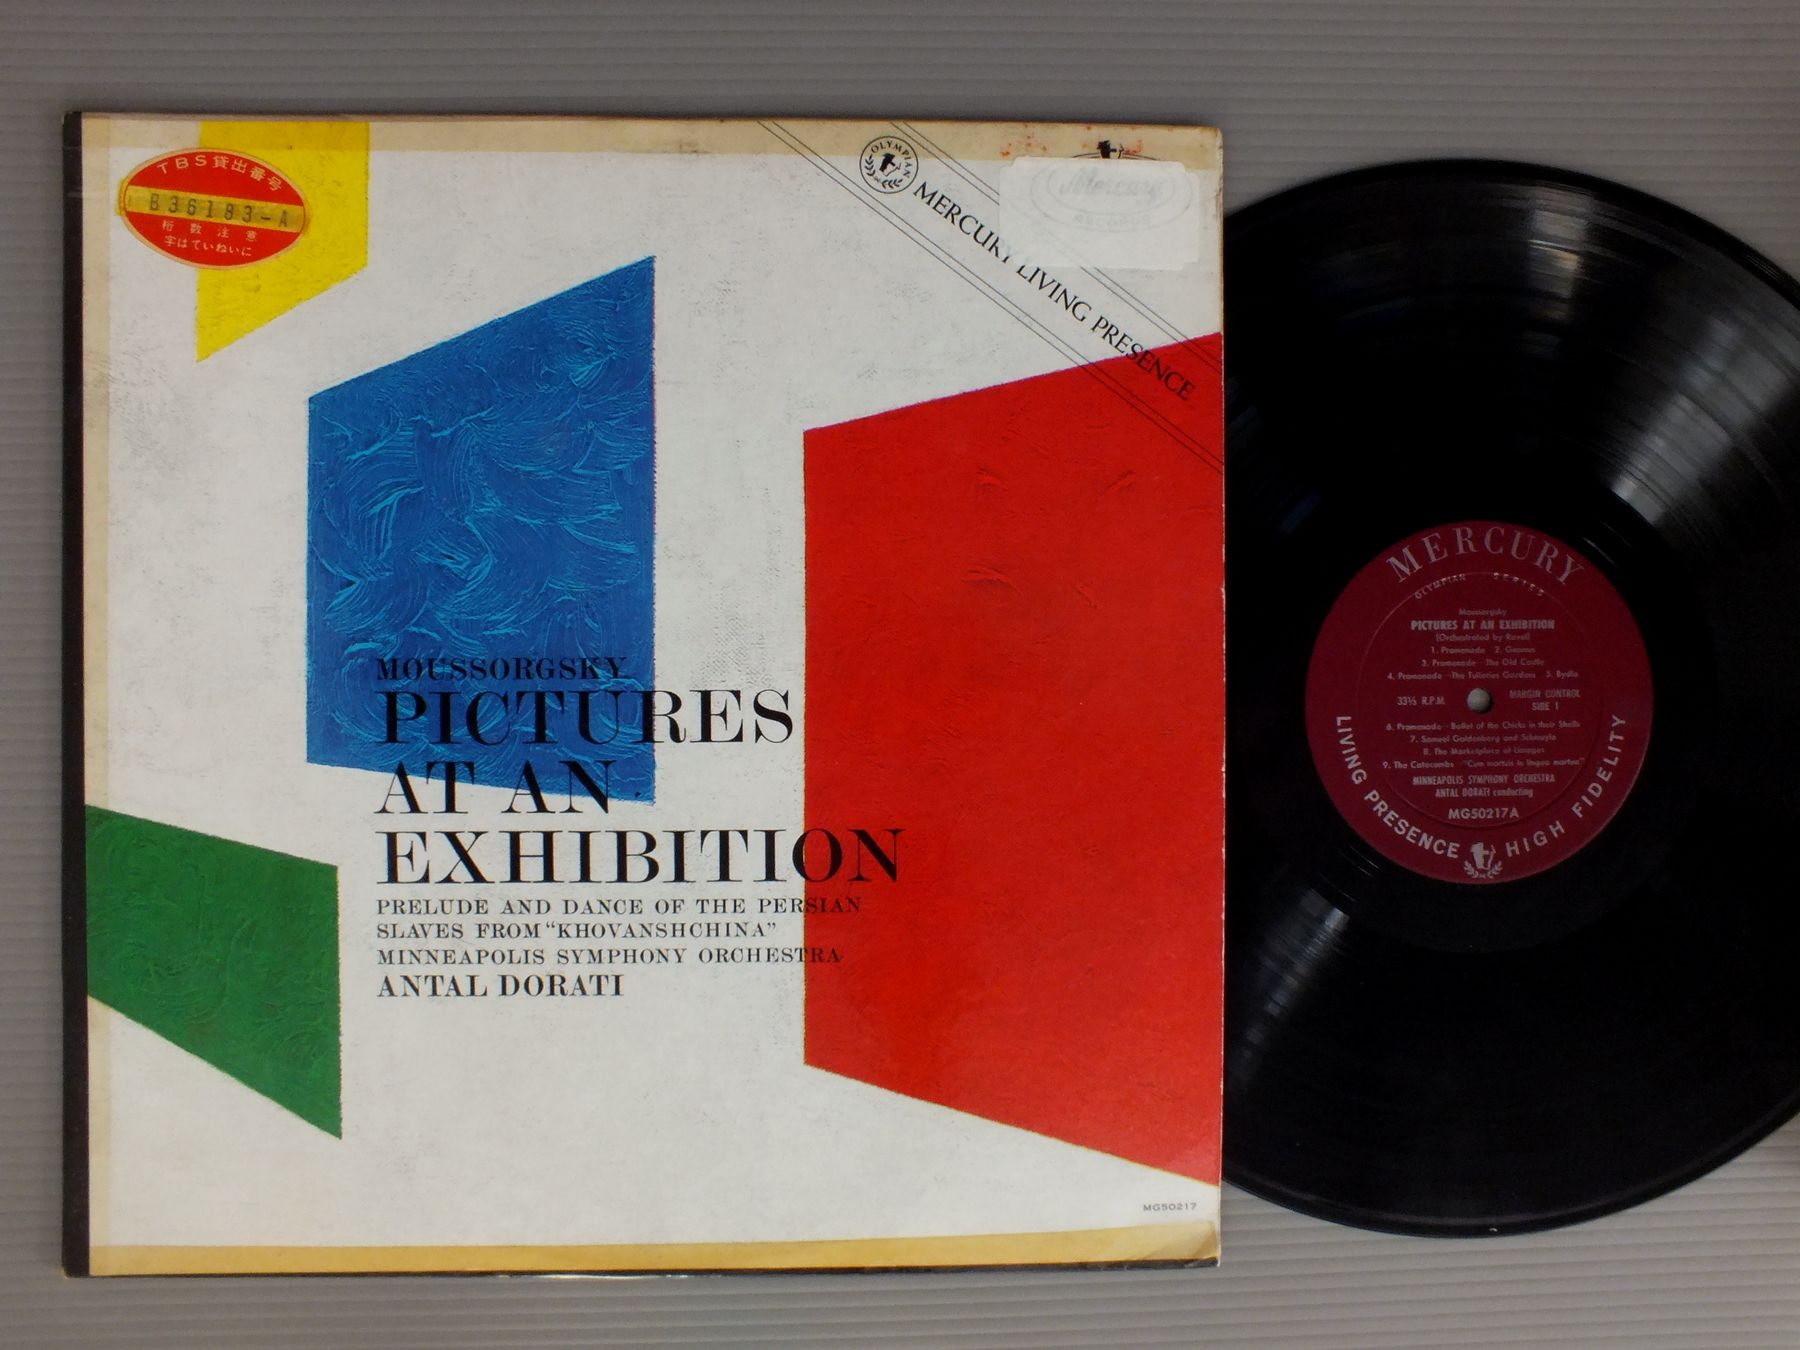 TBS貸出番号
B36183-A
桁数注意
字はていねいに
OLYMPIAN
MERCURY LIVING PRESENCE
Mercury
RECORDS
MOUSSORGSKY
PICTURES
AT AN
EXHIBITION
PRELUDE AND DANCE OF THE PERSIAN
SLAVES FROM "KHOVANSHCHINA"
MINNEAPOLIS SYMPHONY ORCHESTRA
ANTAL DORATI
MG50217
MERCURY
OLYMPIAN SERIES
Moussorgsky
PICTURES AT AN EXHIBITION
(Orchestrated by Ravel)
1. Promenade 2. Gnomus
3. Promenade—The Old Castle
4. Promenade—The Tuileries Gardens 5. Bydlo
33⅓ R.P.M.
MARGIN CONTROL
SIDE 1
6. Promenade—Ballet of the Chicks in their Shells
7. Samuel Goldenberg and Schmuyle
8. The Marketplace at Limoges
9. The Catacombs—"Cum mortuis in lingua mortua"
MINNEAPOLIS SYMPHONY ORCHESTRA
ANTAL DORATI conducting
MG50217A
LIVING PRESENCE HIGH FIDELITY